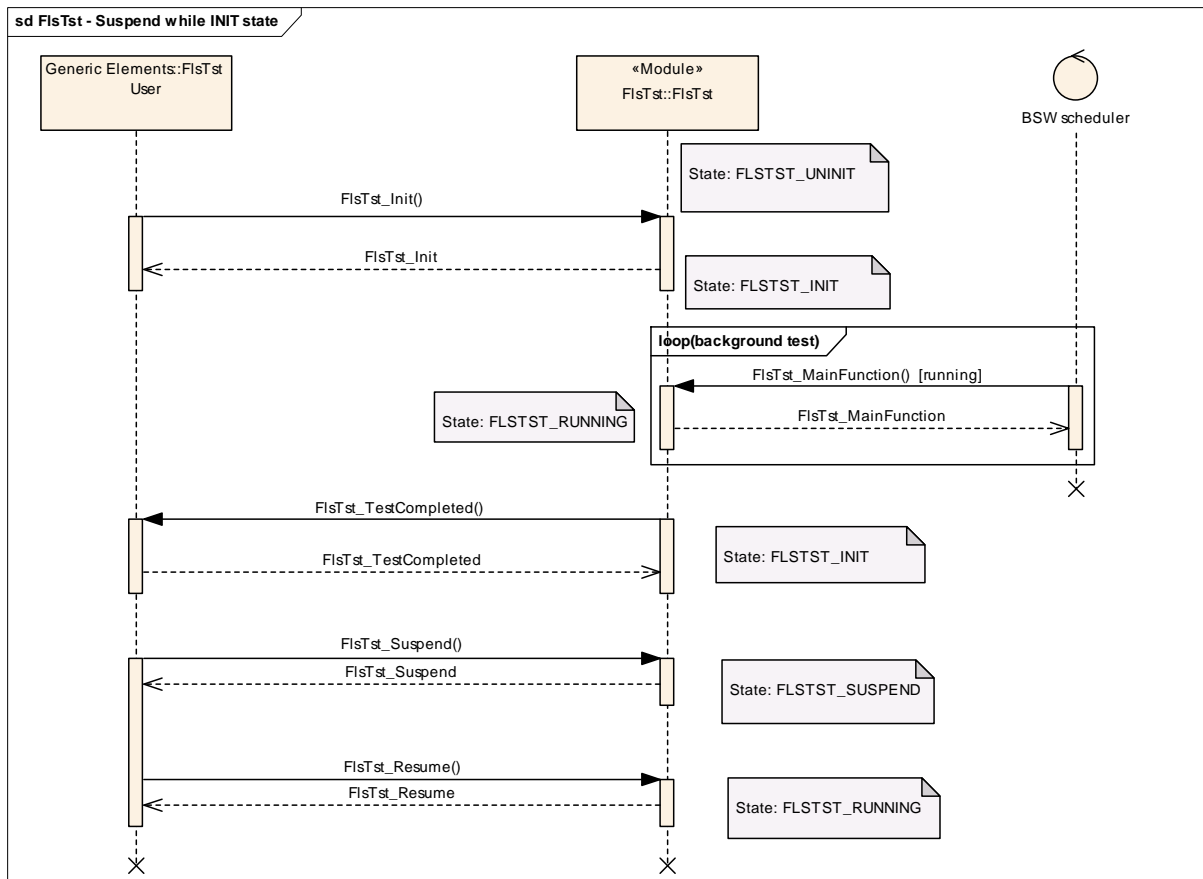 sd FlsTst - Suspend while INIT state
Generic Elements::FlsTst
User
«Module»
FlsTst::FlsTst
BSW scheduler
State: FLSTST_UNINIT
FlsTst_Init()
FlsTst_Init
State: FLSTST_INIT
loop(background test)
FlsTst_MainFunction() [running]
State: FLSTST_RUNNING
FlsTst_MainFunction
FlsTst_TestCompleted()
FlsTst_TestCompleted
State: FLSTST_INIT
FlsTst_Suspend()
FlsTst_Suspend
State: FLSTST_SUSPEND
FlsTst_Resume()
FlsTst_Resume
State: FLSTST_RUNNING